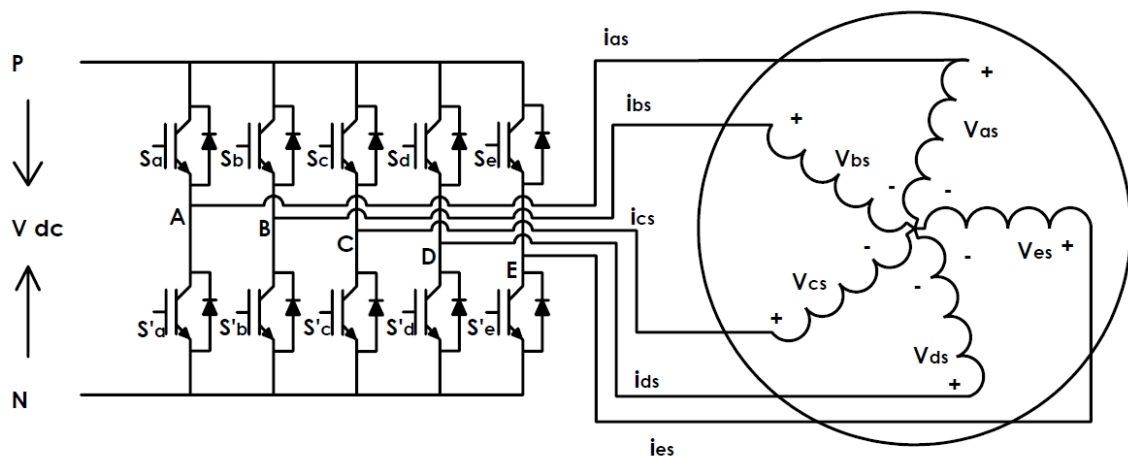 P
ias
ibs
Sa Sb Sc Sd Se
+
Vas
+
Vbs
-
-
V dc
A
B
C
D
E
ics
-
-
Ves +
Vcs
-
+
S'a S'b S'c S'd S'e
Vds
+
ids
N
ies